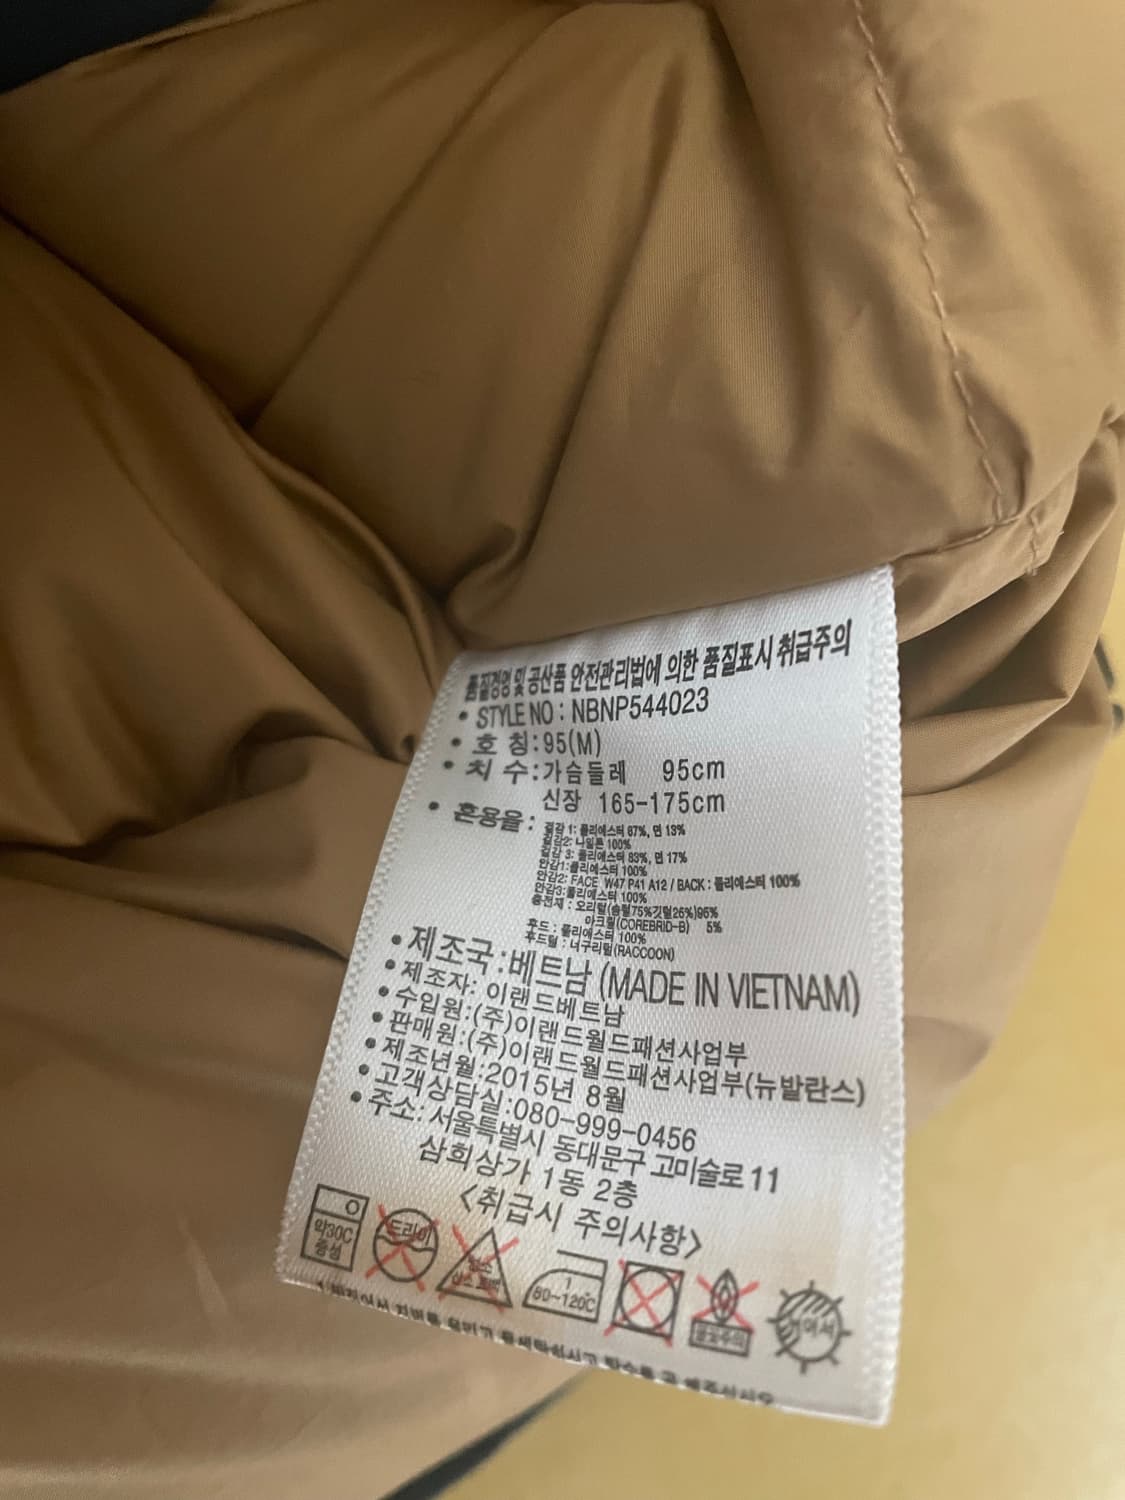 품질경영 및 공산품 안전관리법에 의한 품질표시 취급주의
• STYLE NO : NBNP544023
• 호 칭:95(M)
• 치 수:가슴둘레 95cm
신장 165-175cm
• 혼용율:
겉감 1: 폴리에스터 87%, 면 13%
겉감2: 나일론 100%
겉감 3: 폴리에스터 83%, 면 17%
안감1:폴리에스터 100%
안감2: FACE W47 P41 A12 / BACK : 폴리에스터 100%
안감3:폴리에스터 100%
충전재 : 오리털(솜털75%깃털25%)95%
아크릴(COREBRID-B) 5%
후드 : 폴리에스터 100%
후드털 : 너구리털(RACCOON)
• 제조국:베트남 (MADE IN VIETNAM)
• 제조자: 이랜드베트남
• 수입원:(주)이랜드월드패션사업부
• 판매원:(주)이랜드월드패션사업부(뉴발란스)
• 제조년월:2015년 8월
• 고객상담실:080-999-0456
• 주소: 서울특별시 동대문구 고미술로 11
삼희상가 1동 2층
<취급시 주의사항>
약30C
중성
드라이
염소
산소 표백
80~120C
뉘어서